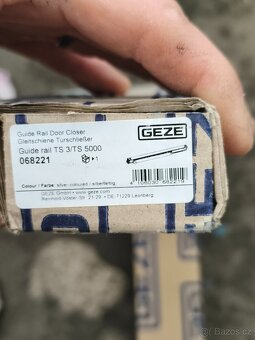 Guide Rail Door Closer
Gleitschiene Türschließer
GEZE
Guide rail TS 3/TS 5000
068221
1
Colour / Farbe: silver coloured / silberfarbig
GEZE GmbH · www.geze.com
Reinhold-Vöster-Str. 21-29 · DE-71229 Leonberg
bazos.cz